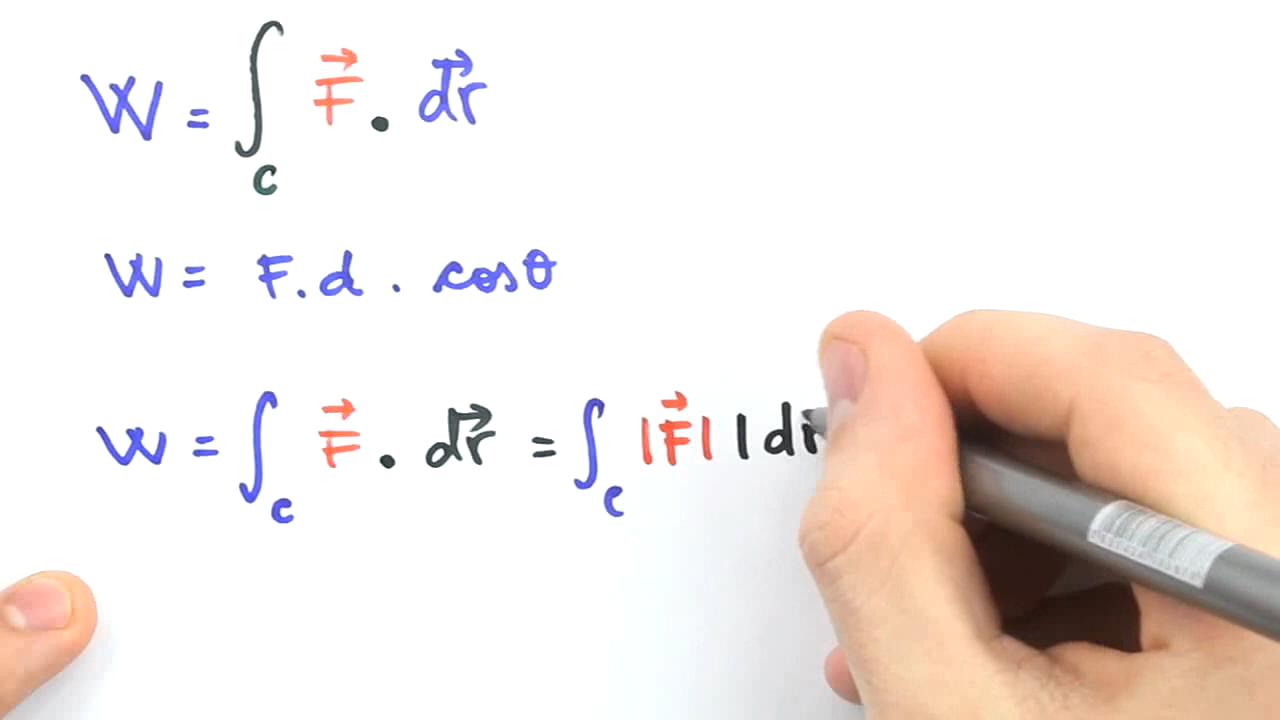 W = ∫_C F⃗ . dr⃗
W = F.d . cosθ
W = ∫_C F⃗ . dr⃗ = ∫_C |F⃗| |dr